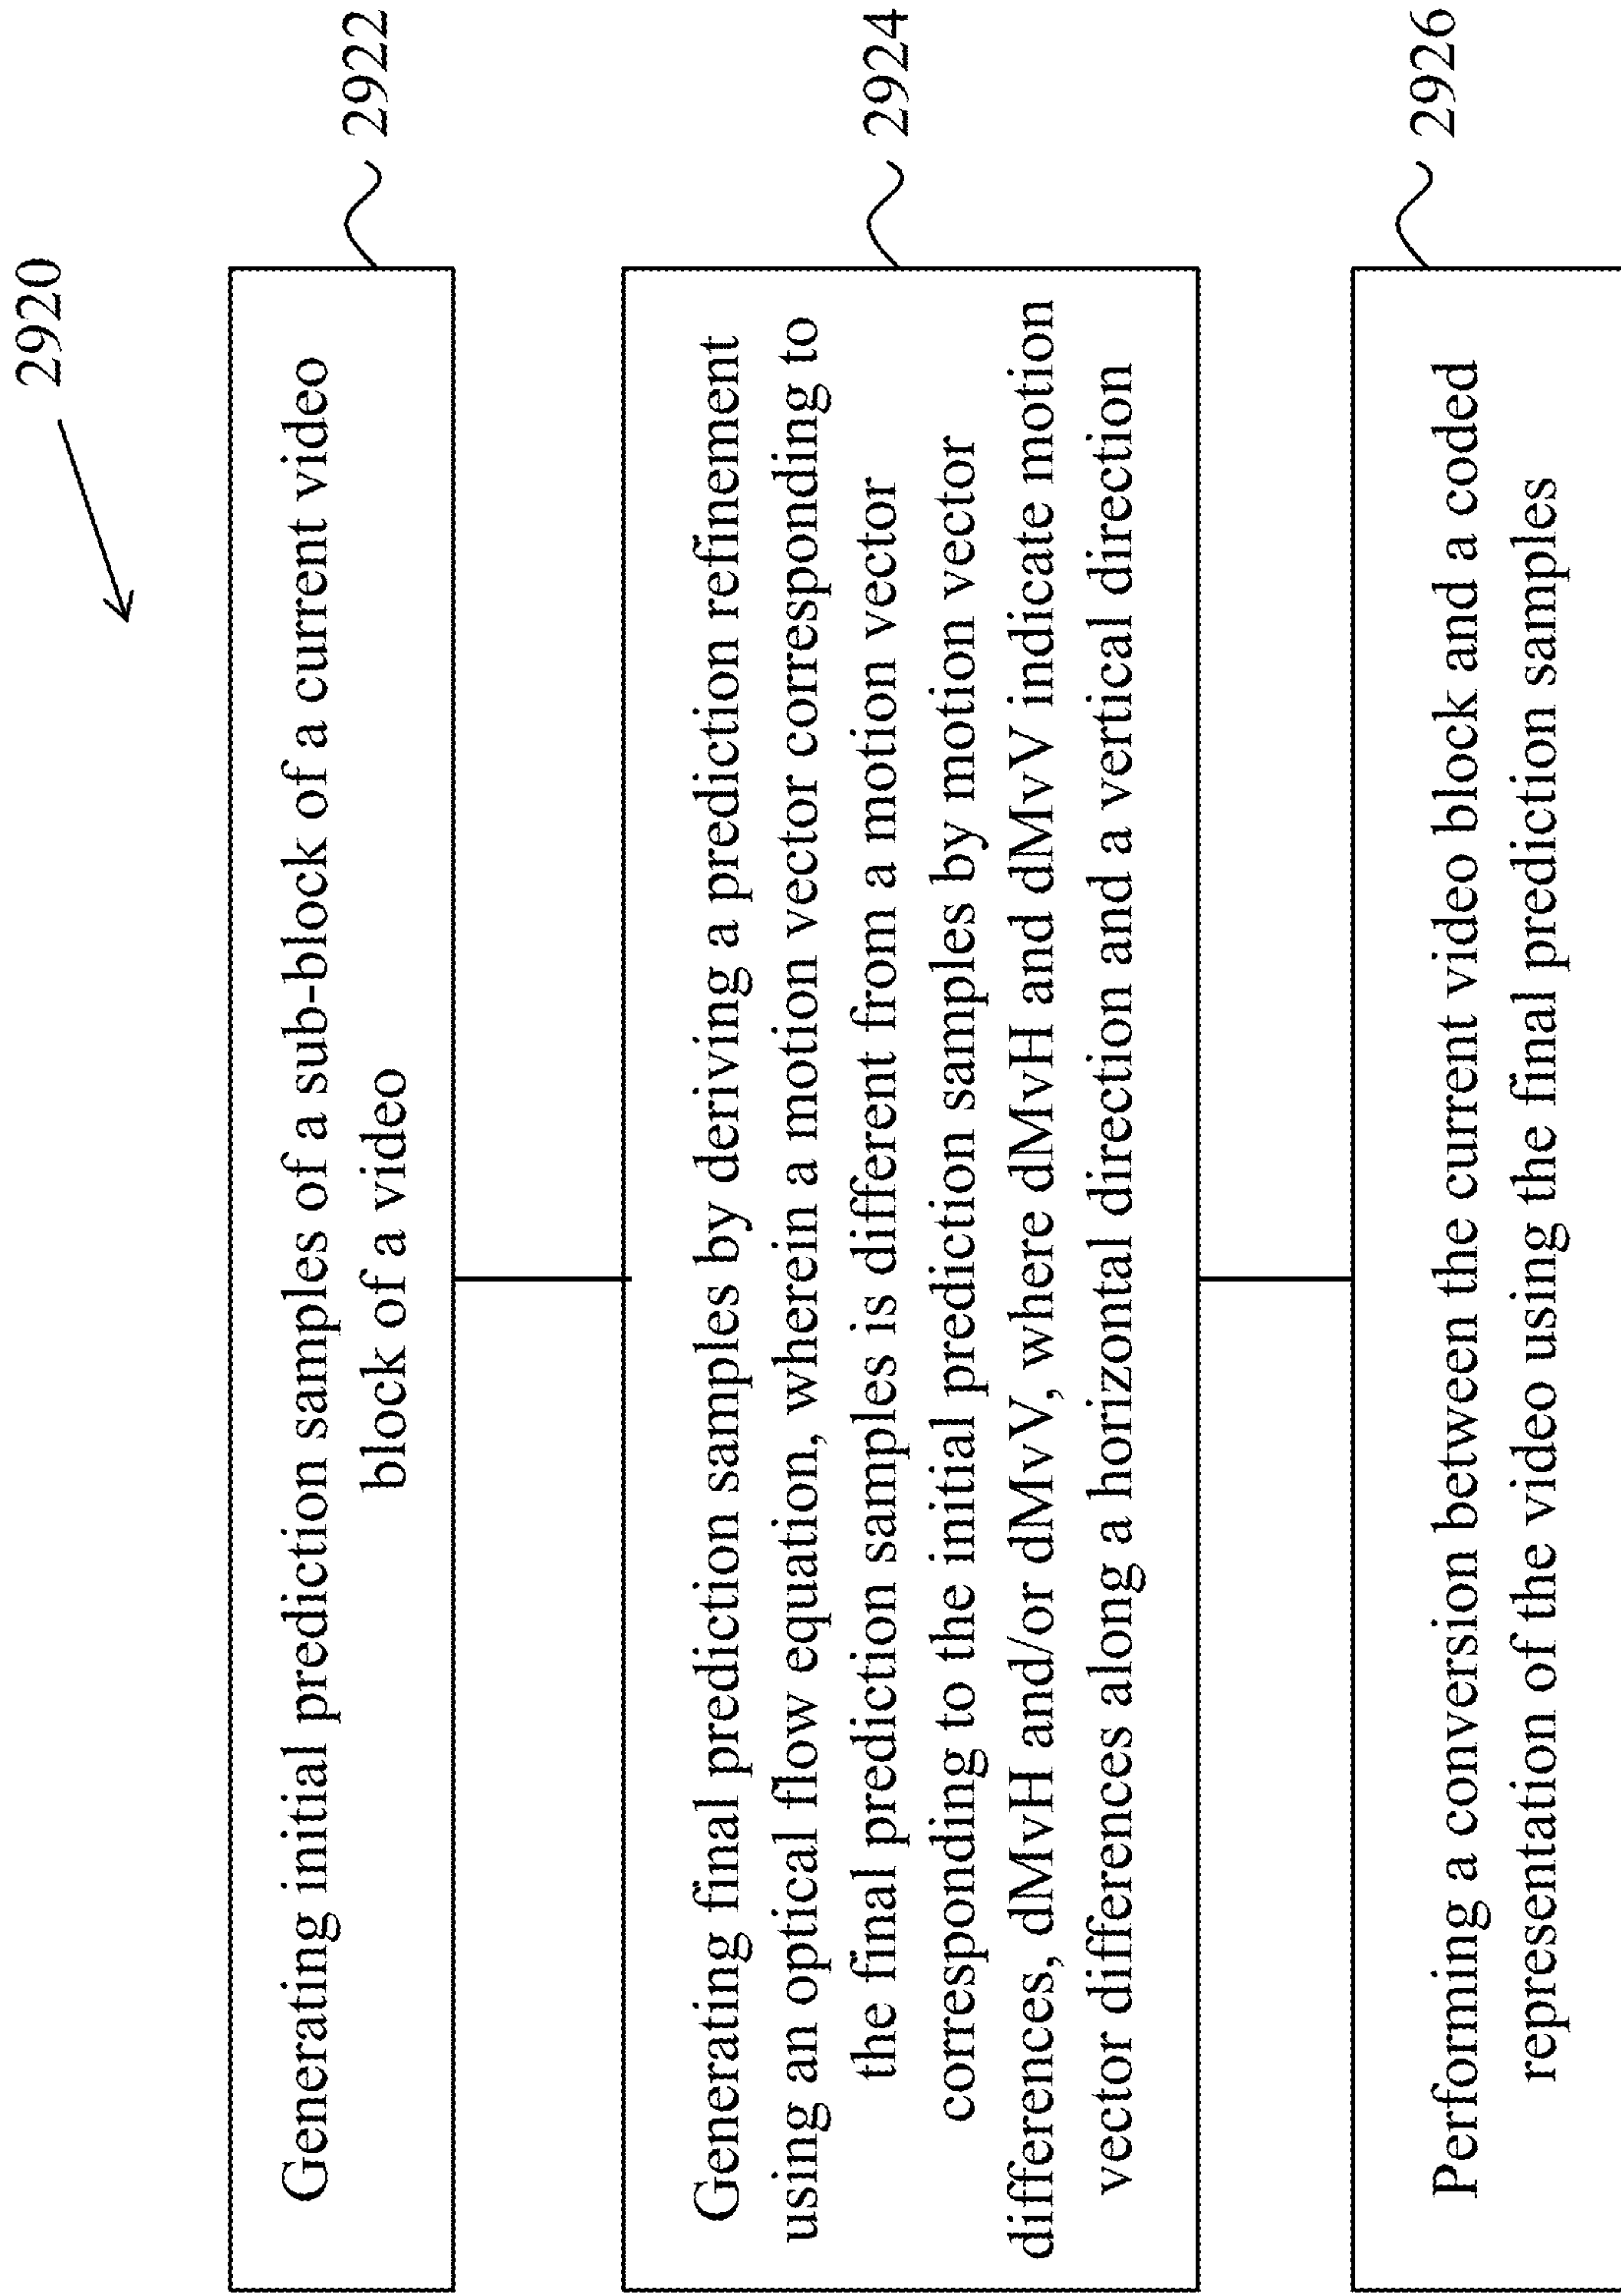 2920
Generating initial prediction samples of a sub-block of a current video
block of a video
2922
Generating final prediction samples by deriving a prediction refinement
using an optical flow equation, wherein a motion vector corresponding to
the final prediction samples is different from a motion vector
corresponding to the initial prediction samples by motion vector
differences, dMvH and/or dMvV, where dMvH and dMvV indicate motion
vector differences along a horizontal direction and a vertical direction
2924
Performing a conversion between the current video block and a coded
representation of the video using the final prediction samples
2926